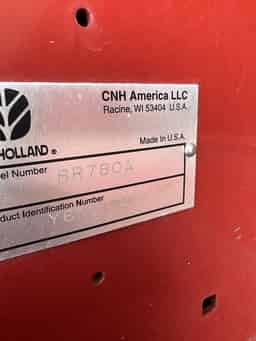 CNH America LLC
Racine, WI 53404 U.S.A.
HOLLAND ®
Made in U.S.A.
el Number BR780A
duct Identification Number